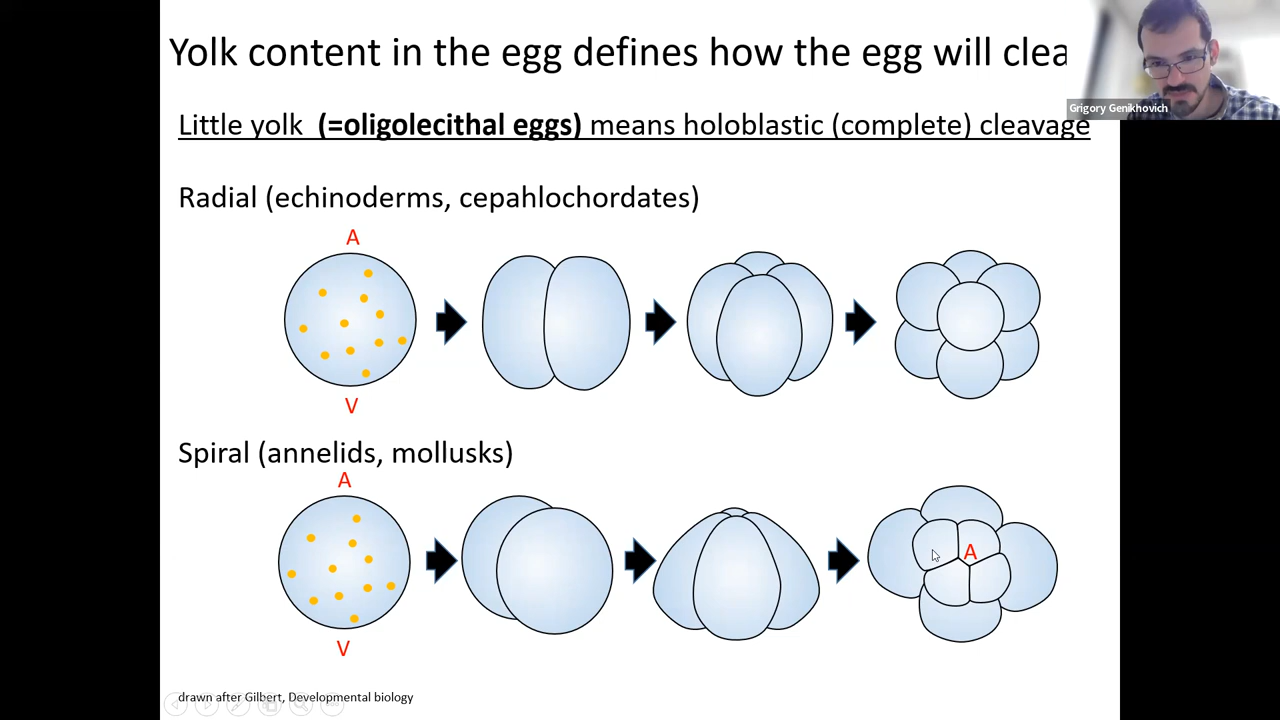 Yolk content in the egg defines how the egg will clea
Grigory Genikhovich
Little yolk (=oligolecithal eggs) means holoblastic (complete) cleavage
Radial (echinoderms, cepahlochordates)
A
V
Spiral (annelids, mollusks)
A
A
V
drawn after Gilbert, Developmental biology